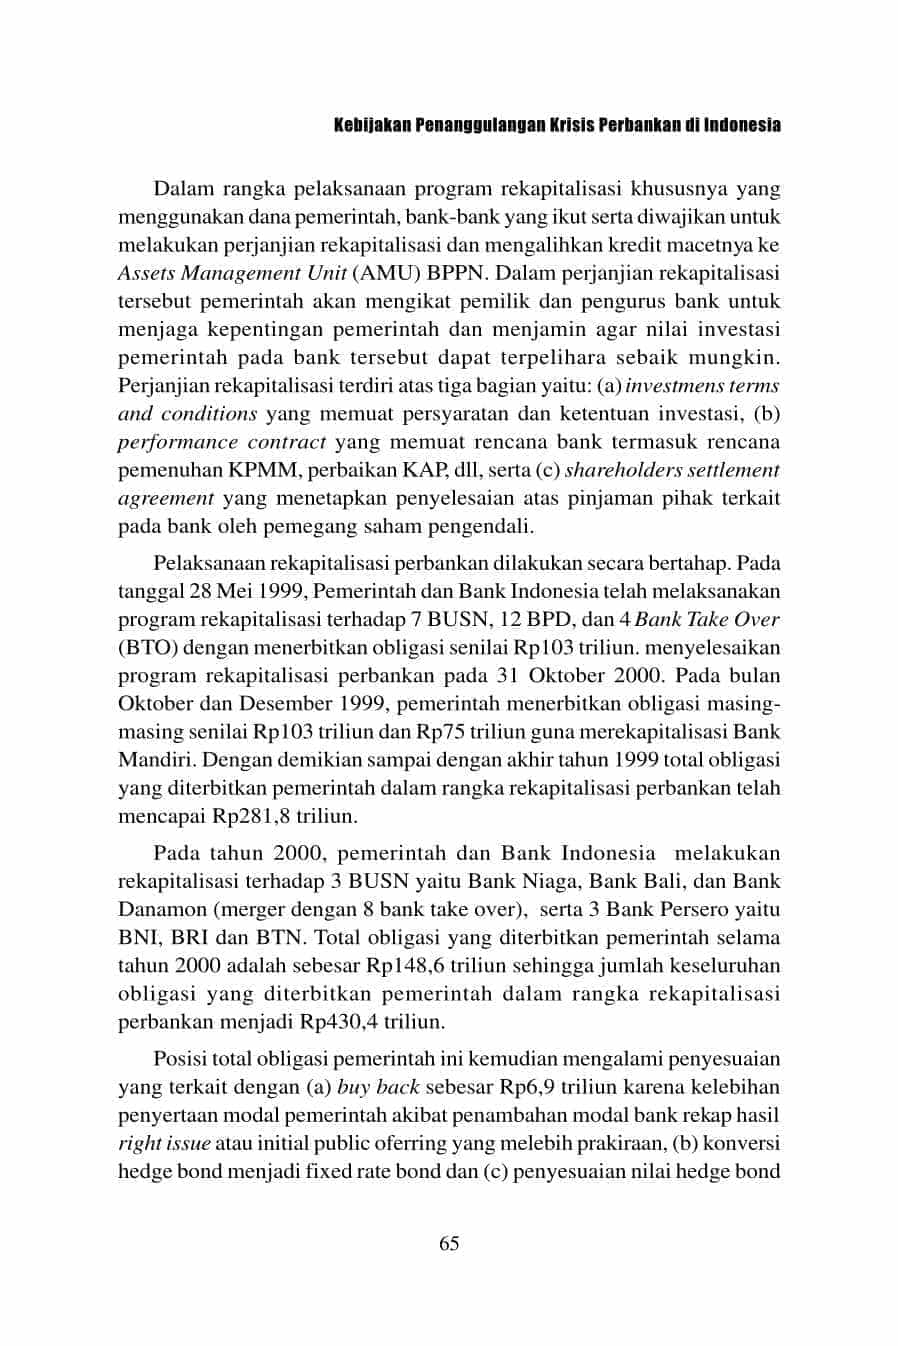 Kebijakan Penanggulangan Krisis Perbankan di Indonesia
Dalam rangka pelaksanaan program rekapitalisasi khususnya yang
menggunakan dana pemerintah, bank-bank yang ikut serta diwajikan untuk
melakukan perjanjian rekapitalisasi dan mengalihkan kredit macetnya ke
Assets Management Unit (AMU) BPPN. Dalam perjanjian rekapitalisasi
tersebut pemerintah akan mengikat pemilik dan pengurus bank untuk
menjaga kepentingan pemerintah dan menjamin agar nilai investasi
pemerintah pada bank tersebut dapat terpelihara sebaik mungkin.
Perjanjian rekapitalisasi terdiri atas tiga bagian yaitu: (a) investmens terms
and conditions yang memuat persyaratan dan ketentuan investasi, (b)
performance contract yang memuat rencana bank termasuk rencana
pemenuhan KPMM, perbaikan KAP, dll, serta (c) shareholders settlement
agreement yang menetapkan penyelesaian atas pinjaman pihak terkait
pada bank oleh pemegang saham pengendali.
Pelaksanaan rekapitalisasi perbankan dilakukan secara bertahap. Pada
tanggal 28 Mei 1999, Pemerintah dan Bank Indonesia telah melaksanakan
program rekapitalisasi terhadap 7 BUSN, 12 BPD, dan 4 Bank Take Over
(BTO) dengan menerbitkan obligasi senilai Rp103 triliun. menyelesaikan
program rekapitalisasi perbankan pada 31 Oktober 2000. Pada bulan
Oktober dan Desember 1999, pemerintah menerbitkan obligasi masing-
masing senilai Rp103 triliun dan Rp75 triliun guna merekapitalisasi Bank
Mandiri. Dengan demikian sampai dengan akhir tahun 1999 total obligasi
yang diterbitkan pemerintah dalam rangka rekapitalisasi perbankan telah
mencapai Rp281,8 triliun.
Pada tahun 2000, pemerintah dan Bank Indonesia melakukan
rekapitalisasi terhadap 3 BUSN yaitu Bank Niaga, Bank Bali, dan Bank
Danamon (merger dengan 8 bank take over), serta 3 Bank Persero yaitu
BNI, BRI dan BTN. Total obligasi yang diterbitkan pemerintah selama
tahun 2000 adalah sebesar Rp148,6 triliun sehingga jumlah keseluruhan
obligasi yang diterbitkan pemerintah dalam rangka rekapitalisasi
perbankan menjadi Rp430,4 triliun.
Posisi total obligasi pemerintah ini kemudian mengalami penyesuaian
yang terkait dengan (a) buy back sebesar Rp6,9 triliun karena kelebihan
penyertaan modal pemerintah akibat penambahan modal bank rekap hasil
right issue atau initial public oferring yang melebih prakiraan, (b) konversi
hedge bond menjadi fixed rate bond dan (c) penyesuaian nilai hedge bond
65